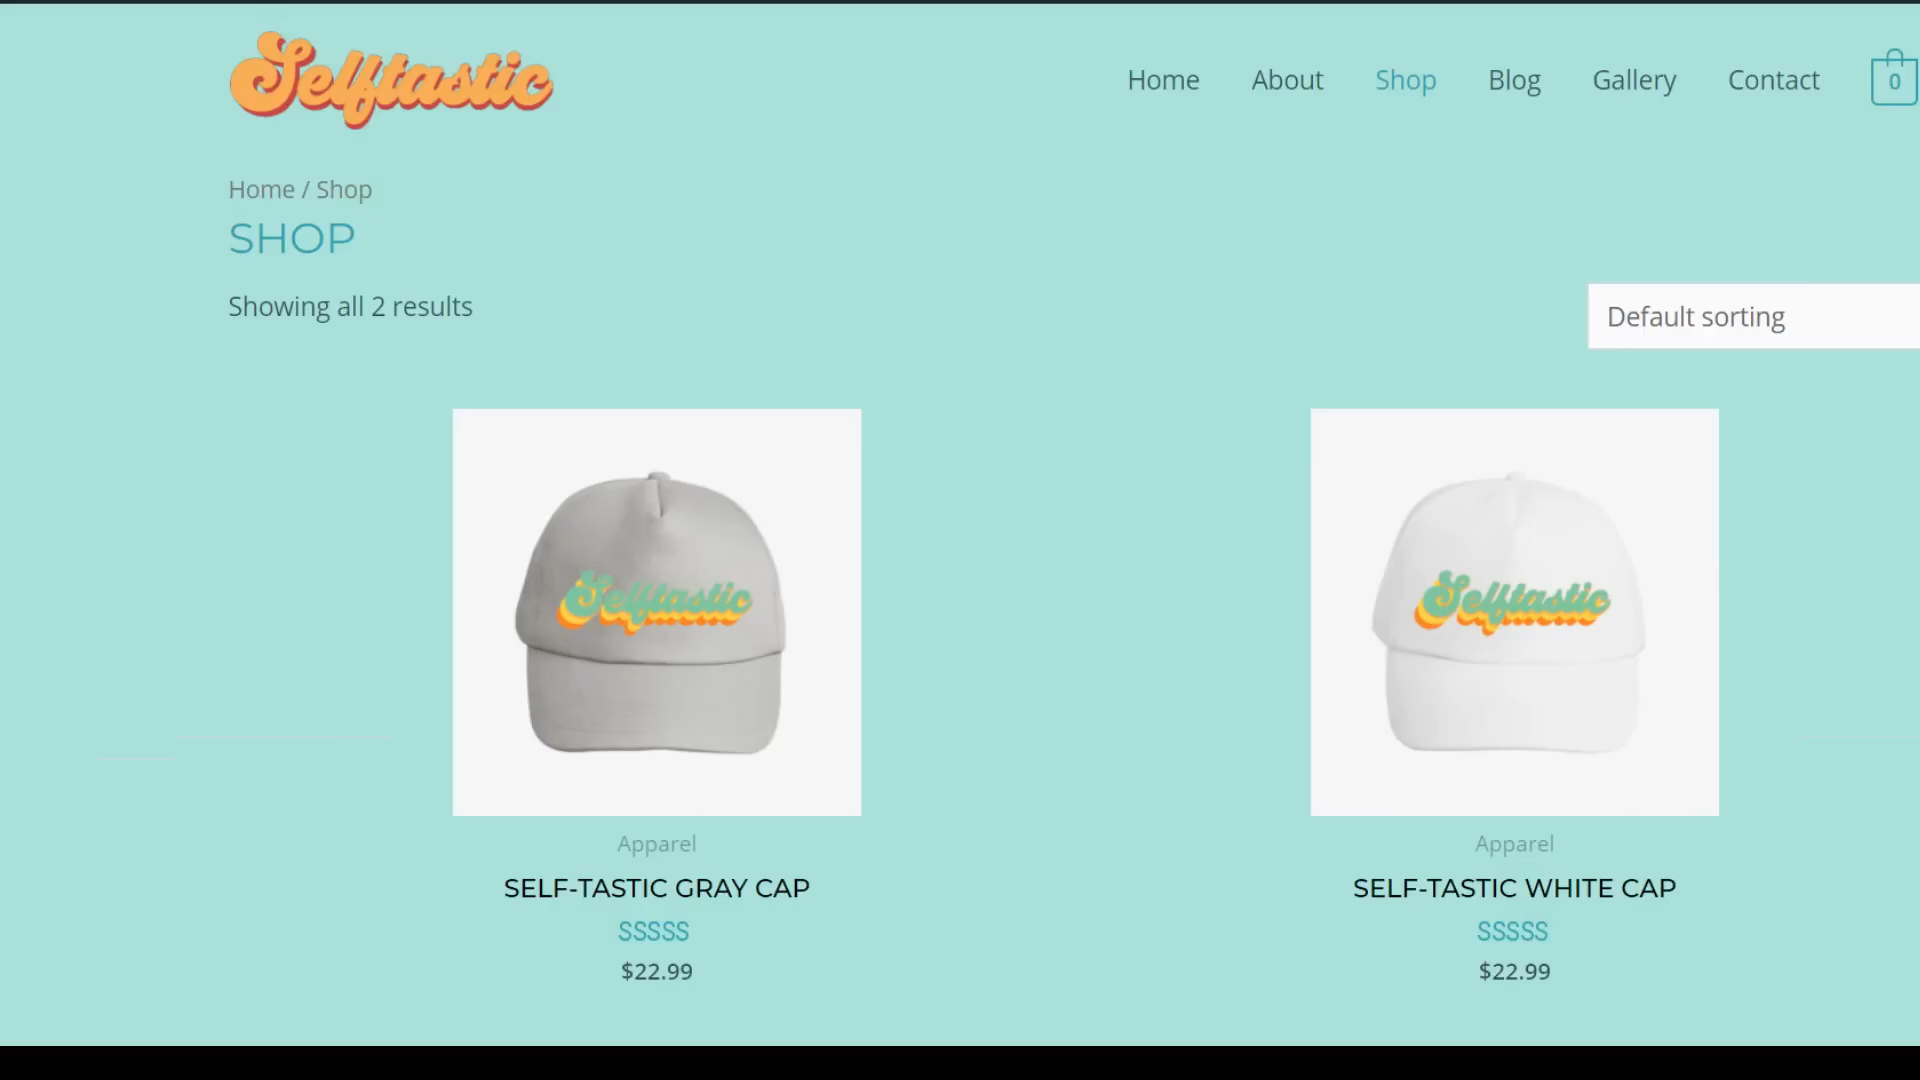 Selftastic
Home About Shop Blog Gallery Contact 0
Home / Shop
SHOP
Showing all 2 results
Default sorting
Selftastic
Selftastic
Apparel
SELF-TASTIC GRAY CAP
SSSSS
$22.99
Apparel
SELF-TASTIC WHITE CAP
SSSSS
$22.99